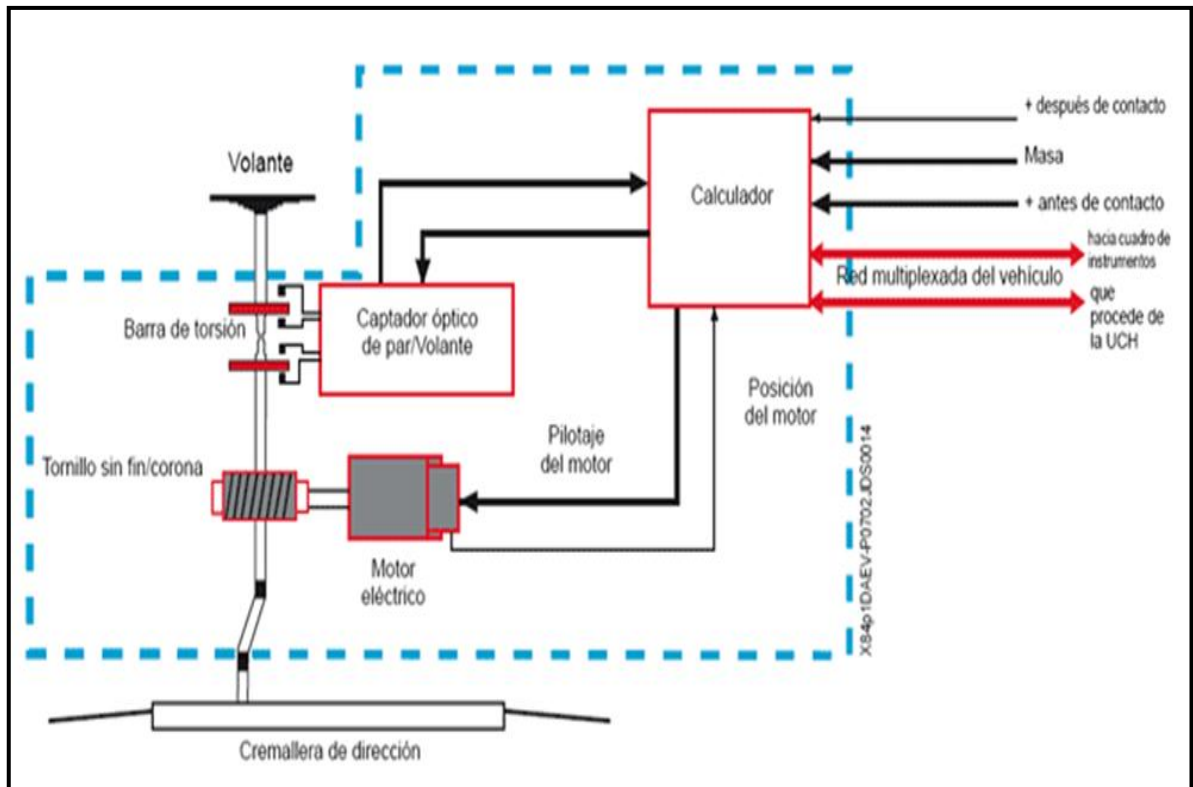 + después de contacto
Volante
Masa
Calculador
+ antes de contacto
hacia cuadro de
instrumentos
Red multiplexada del vehículo
que
procede de
la UCH
Barra de torsión
Captador óptico
de par/Volante
Posición
del motor
Pilotaje
del motor
Tornillo sin fin/corona
Motor
eléctrico
X84p1DAEV-P0702JDS0014
Cremallera de dirección